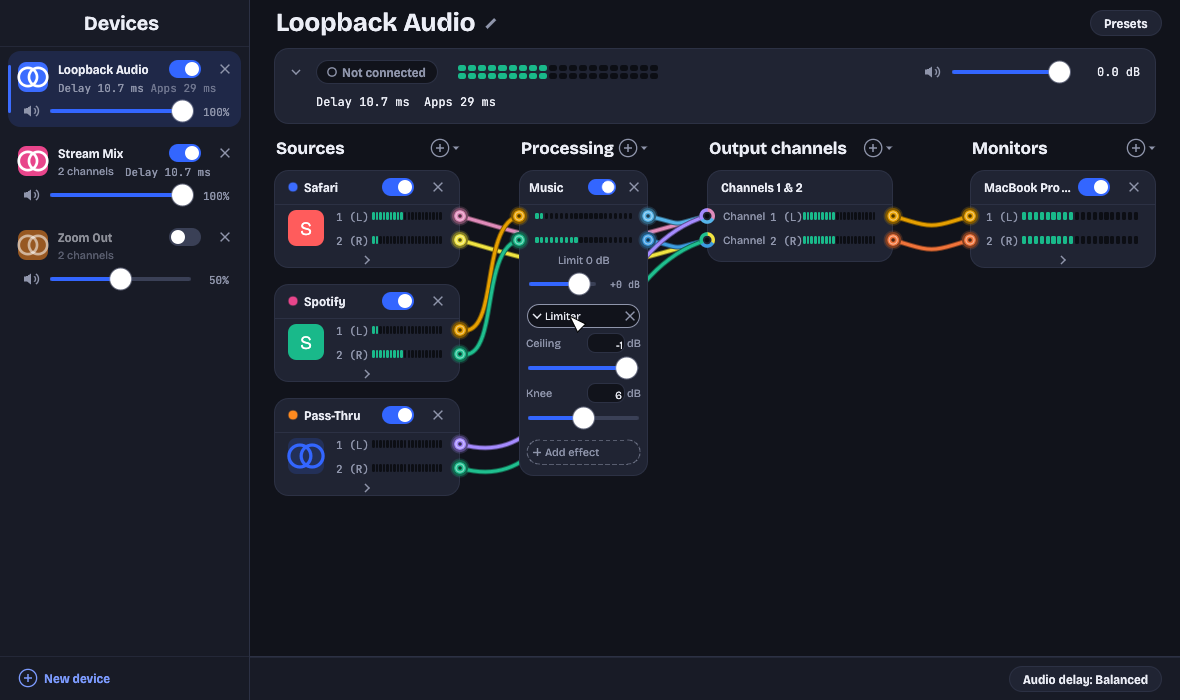 Devices
Loopback Audio
Delay 10.7 ms Apps 29 ms
100%
Stream Mix
2 channels Delay 10.7 ms
100%
Zoom Out
2 channels
50%
New device
Loopback Audio
Presets
Not connected
0.0 dB
Delay 10.7 ms Apps 29 ms
Sources
Safari
S
1 (L)
2 (R)
Spotify
S
1 (L)
2 (R)
Pass-Thru
1 (L)
2 (R)
Processing
Music
Limit 0 dB
+0 dB
Limiter
Ceiling -1 dB
Knee 6 dB
+ Add effect
Output channels
Channels 1 & 2
Channel 1 (L)
Channel 2 (R)
Monitors
MacBook Pro...
1 (L)
2 (R)
Audio delay: Balanced